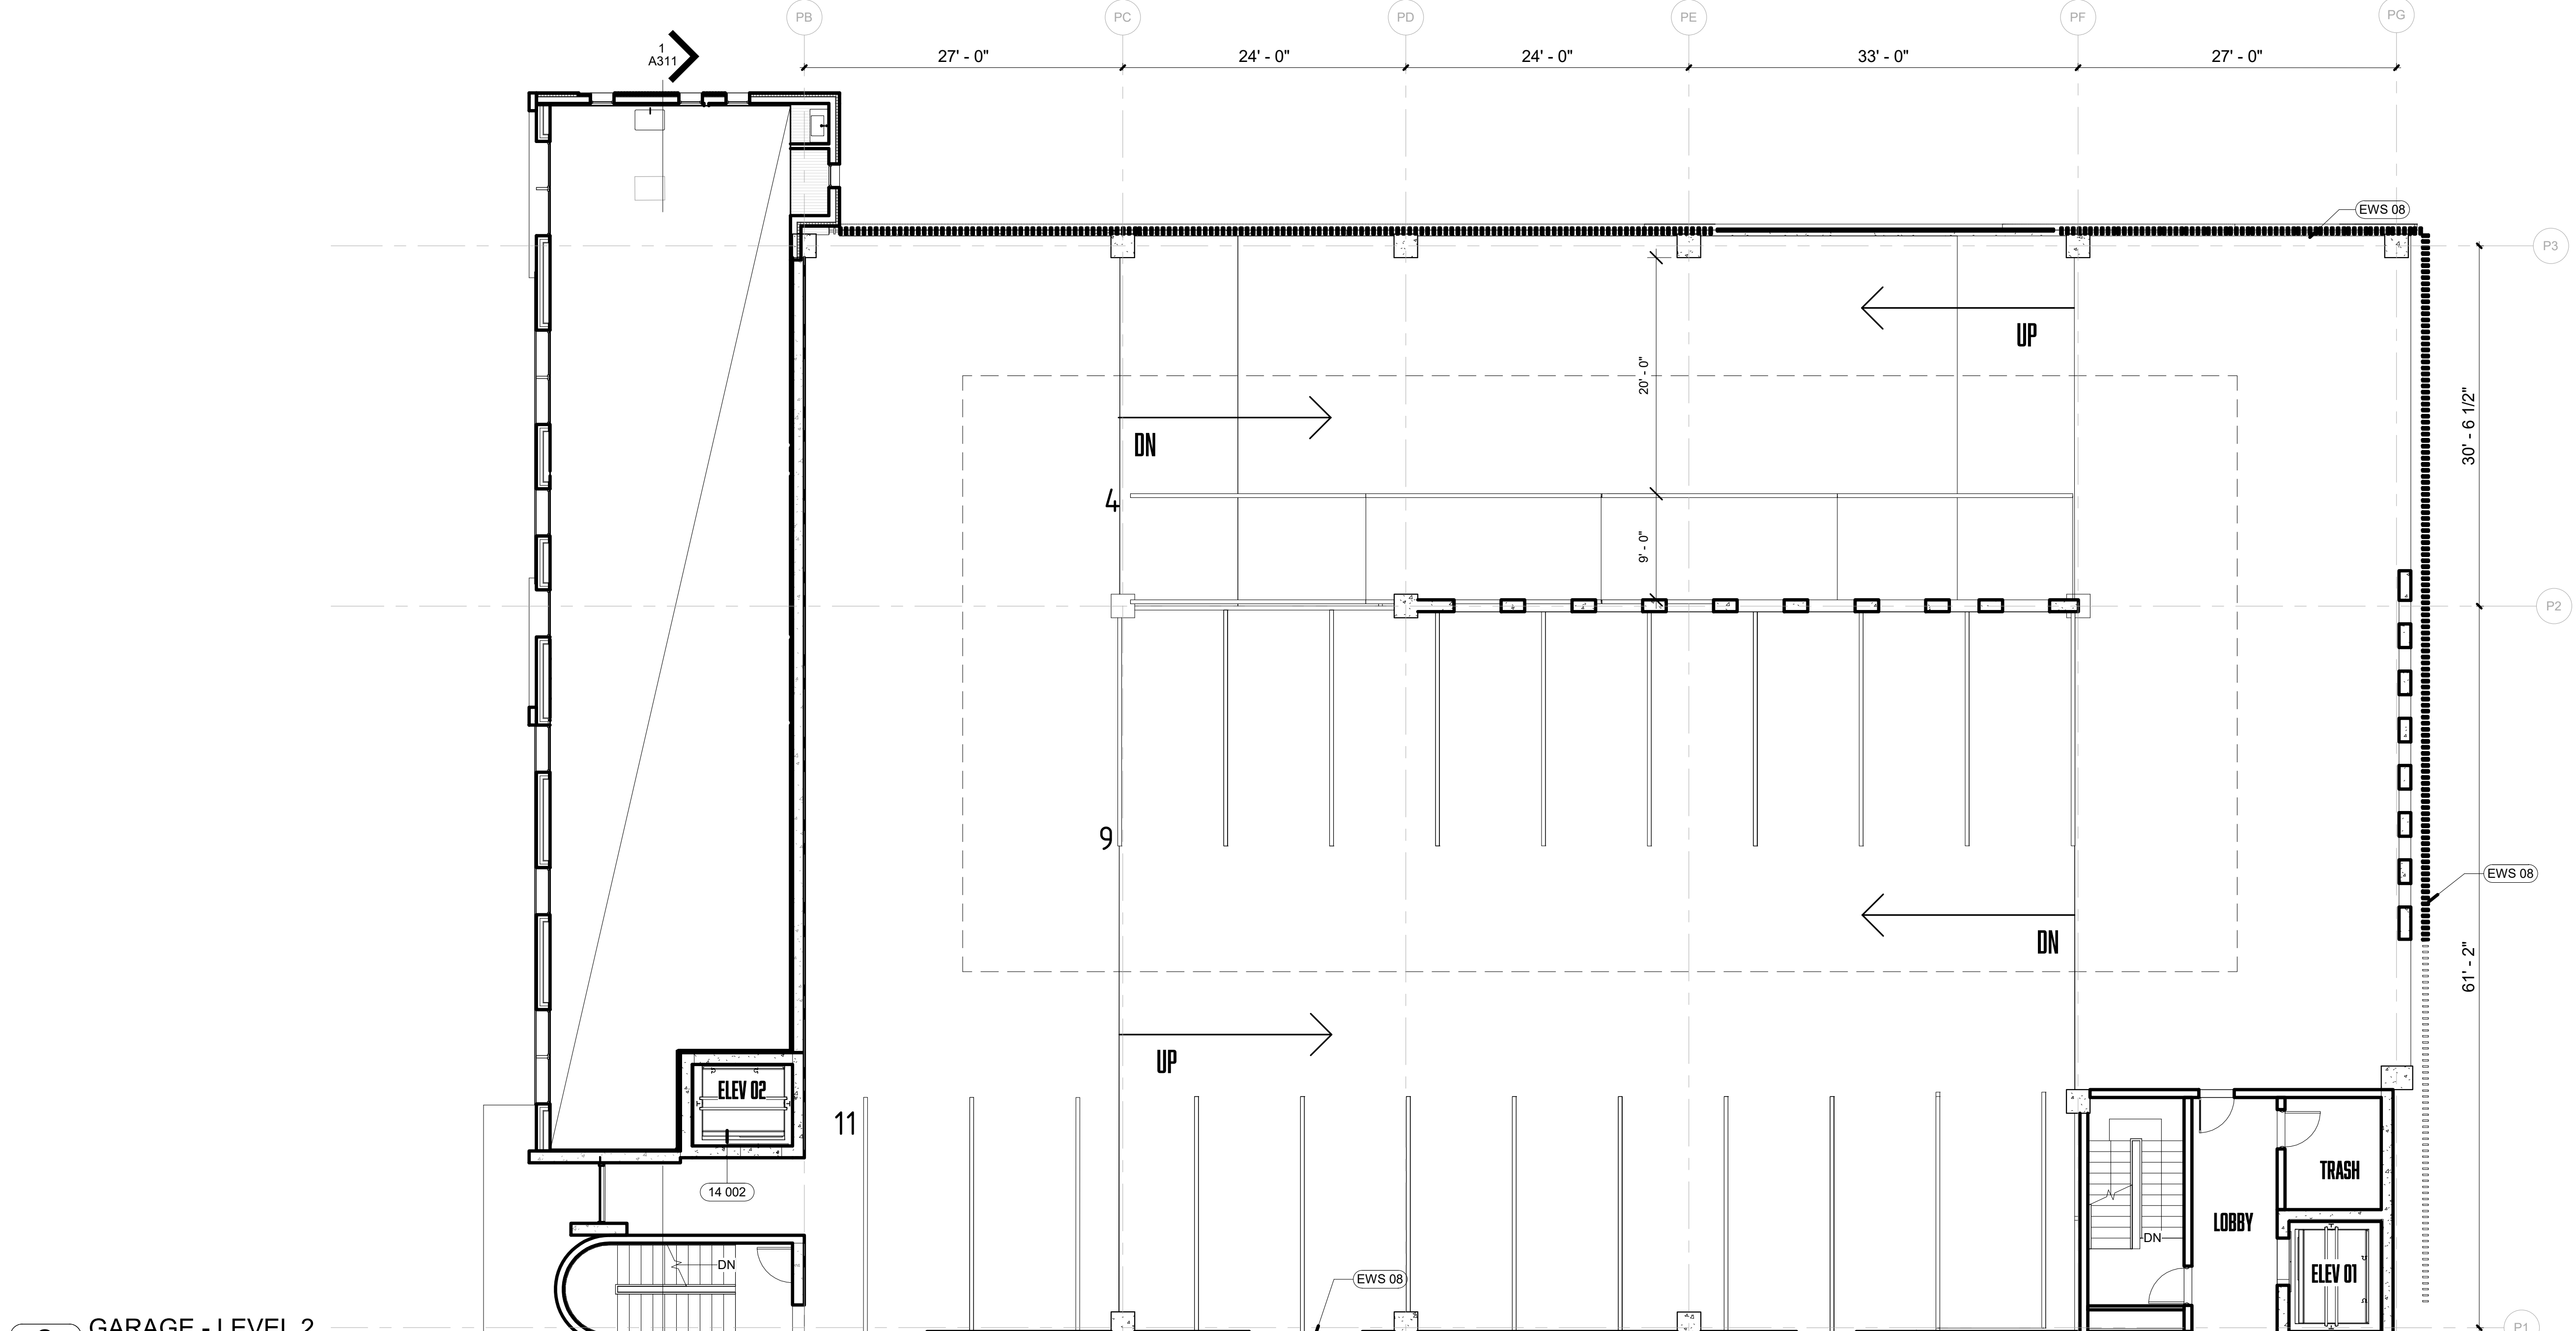 PB
PC
PD
PE
PF
PG
1
A311
27' - 0"
24' - 0"
24' - 0"
33' - 0"
27' - 0"
EWS 08
P3
UP
20' - 0"
30' - 6 1/2"
DN
4
9' - 0"
P2
9
EWS 08
DN
61' - 2"
UP
ELEV 02
11
TRASH
14 002
LOBBY
DN
DN
ELEV 01
EWS 08
GARAGE - LEVEL 2
P1